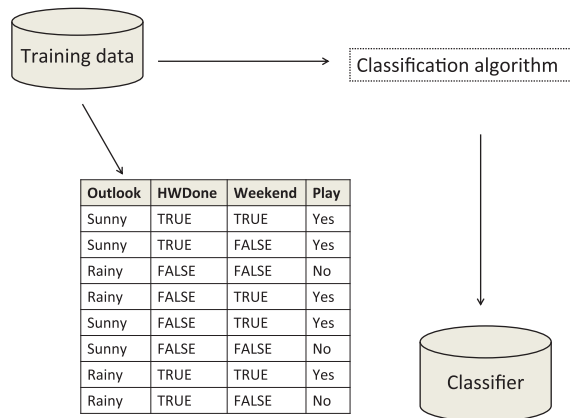 Training data
Classification algorithm
Outlook HWDone Weekend Play
Sunny TRUE TRUE Yes
Sunny TRUE FALSE Yes
Rainy FALSE FALSE No
Rainy FALSE TRUE Yes
Sunny FALSE TRUE Yes
Sunny FALSE FALSE No
Rainy TRUE TRUE Yes
Rainy TRUE FALSE No
Classifier